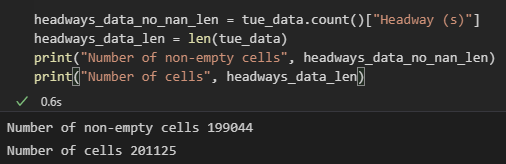 headways_data_no_nan_len = tue_data.count()["Headway (s)"]
headways_data_len = len(tue_data)
print("Number of non-empty cells", headways_data_no_nan_len)
print("Number of cells", headways_data_len)
0.6s
Number of non-empty cells 199044
Number of cells 201125